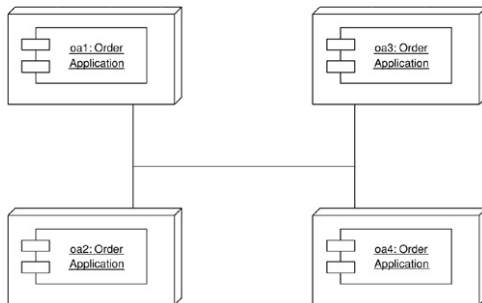 oa1: Order
Application
oa3: Order
Application
oa2: Order
Application
oa4: Order
Application